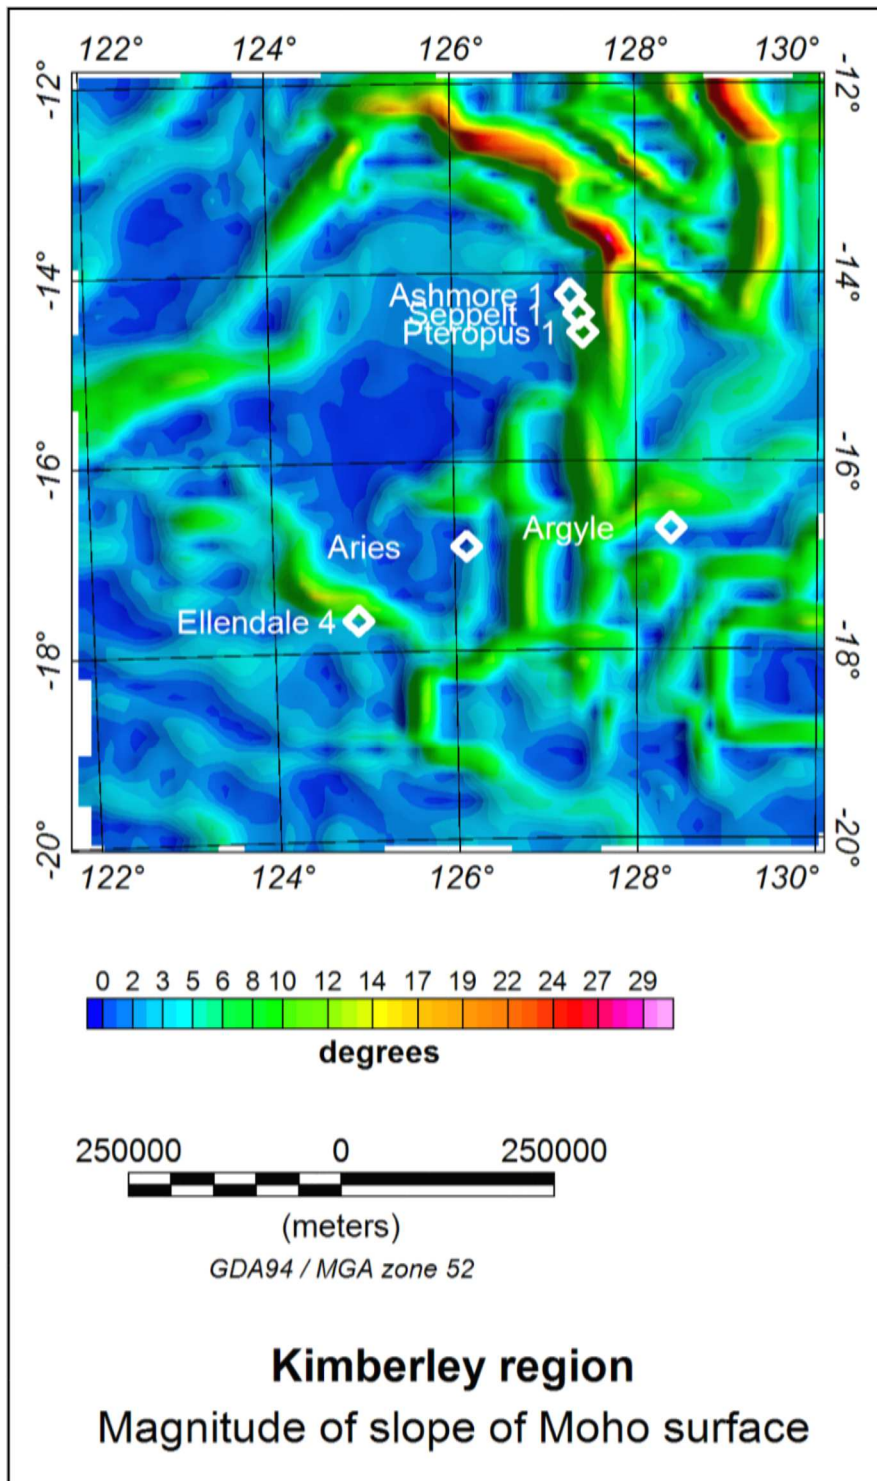 122° 124° 126° 128° 130°
-12° -12°
-14° -14°
Ashmore 1
Seppelt 1
Pteropus 1
-16° -16°
Argyle
Aries
Ellendale 4
-18° -18°
-20° -20°
122° 124° 126° 128° 130°
0 2 3 5 6 8 10 12 14 17 19 22 24 27 29
degrees
250000 0 250000
(meters)
GDA94 / MGA zone 52
Kimberley region
Magnitude of slope of Moho surface